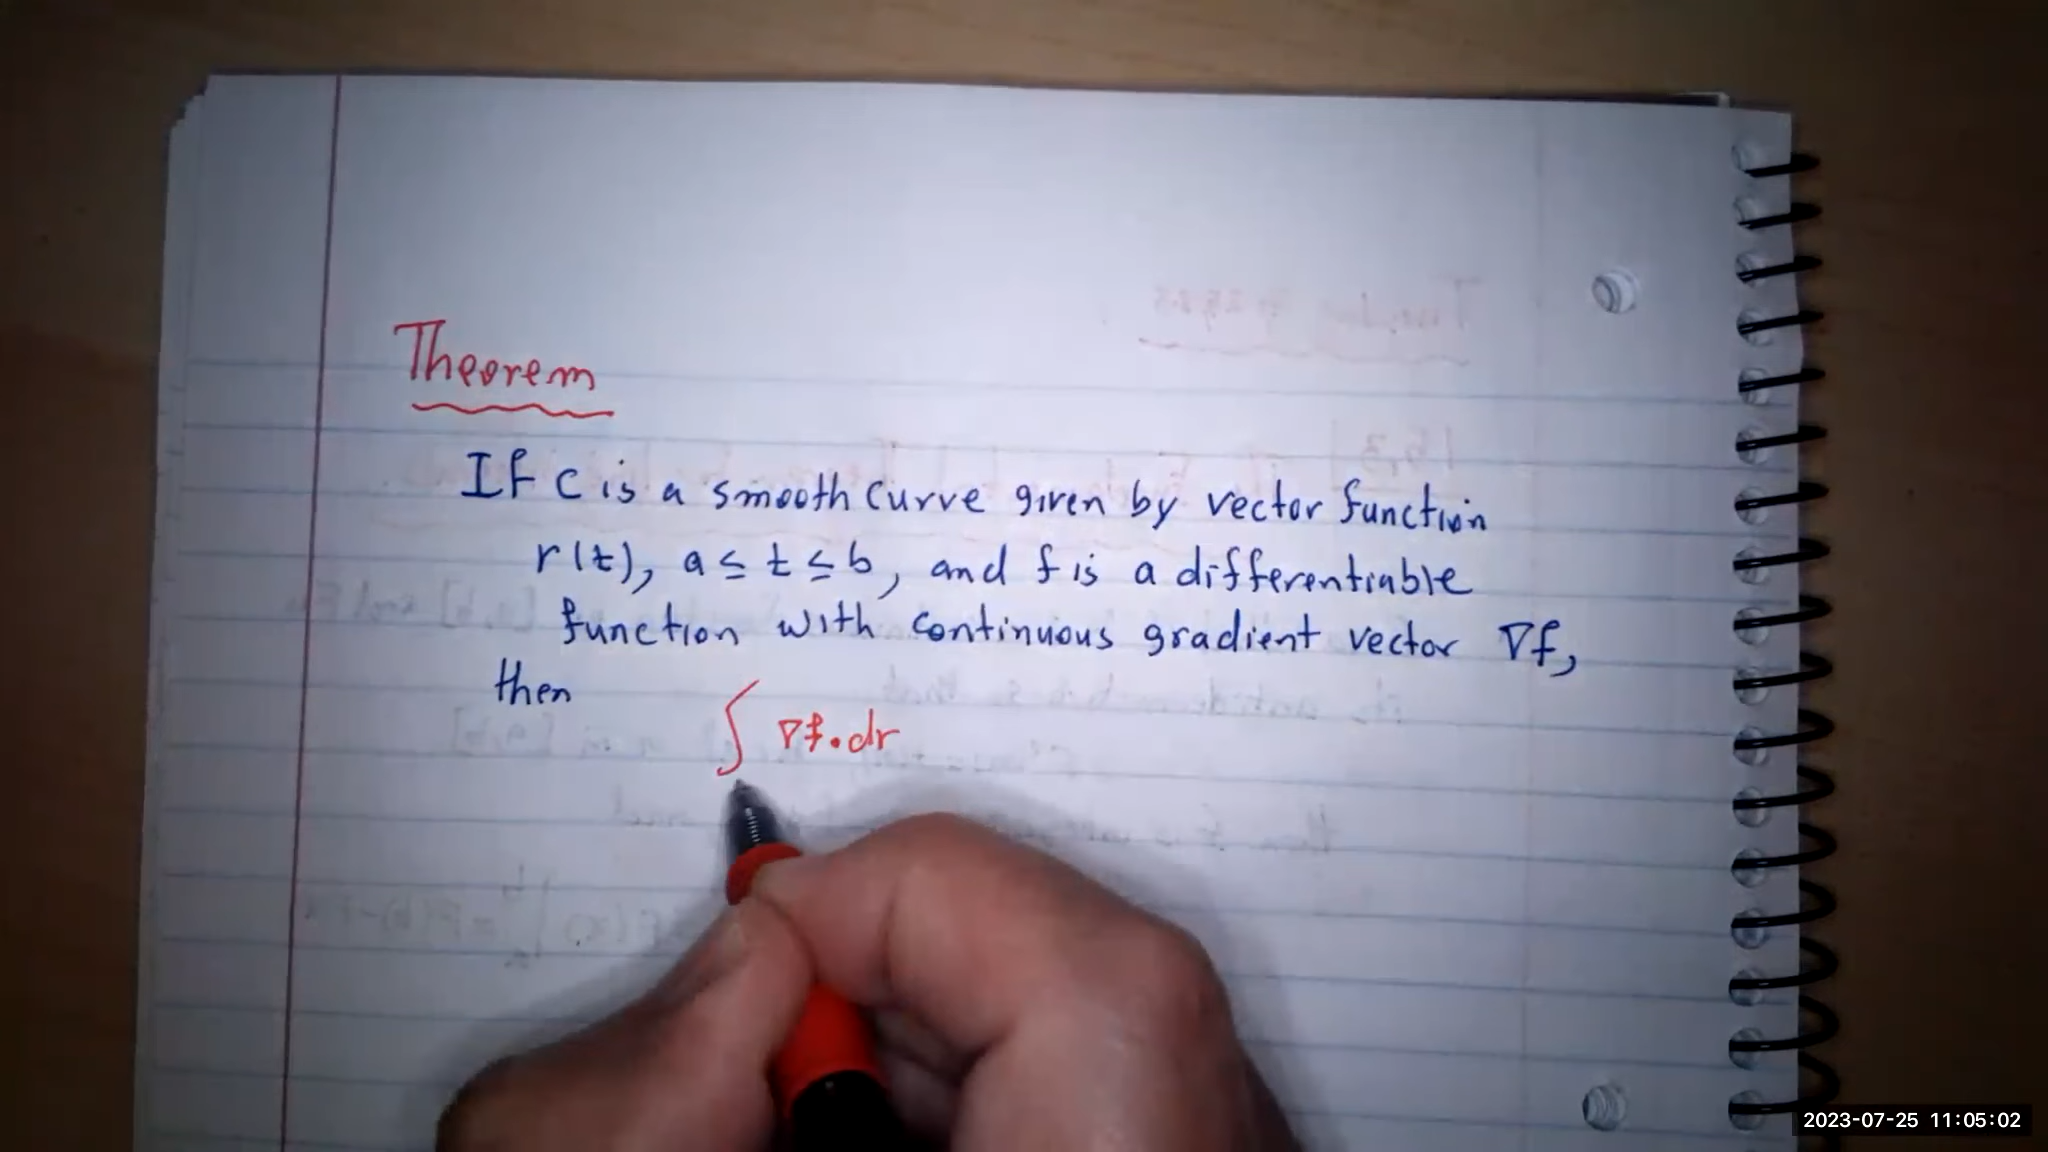 Theorem
If C is a smooth curve given by vector function
r(t), a ≤ t ≤ b, and f is a differentiable
function with continuous gradient vector ∇f,
then
∫ ∇f · dr
2023-07-25 11:05:02